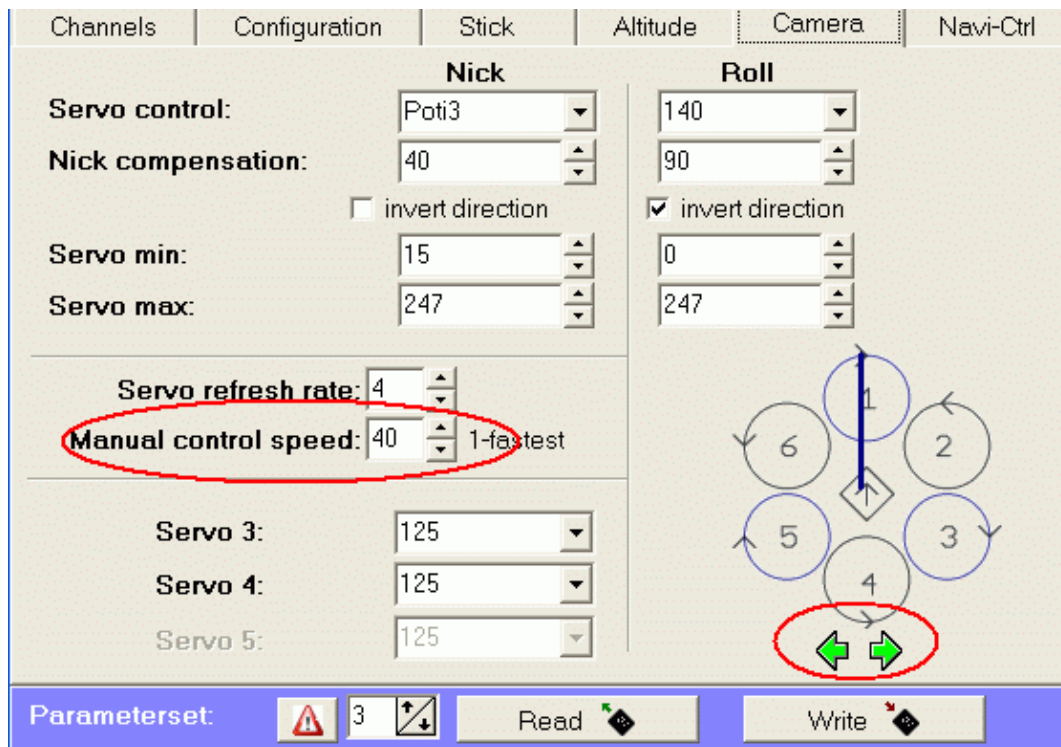 Channels Configuration Stick Altitude Camera Navi-Ctrl
Nick Roll
Servo control: Poti3 140
Nick compensation: 40 90
invert direction invert direction
Servo min: 15 0
Servo max: 247 247
Servo refresh rate: 4
Manual control speed: 40 1-fastest
1
6 2
5 3
4
Servo 3: 125
Servo 4: 125
Servo 5: 125
Parameterset: 3 Read Write